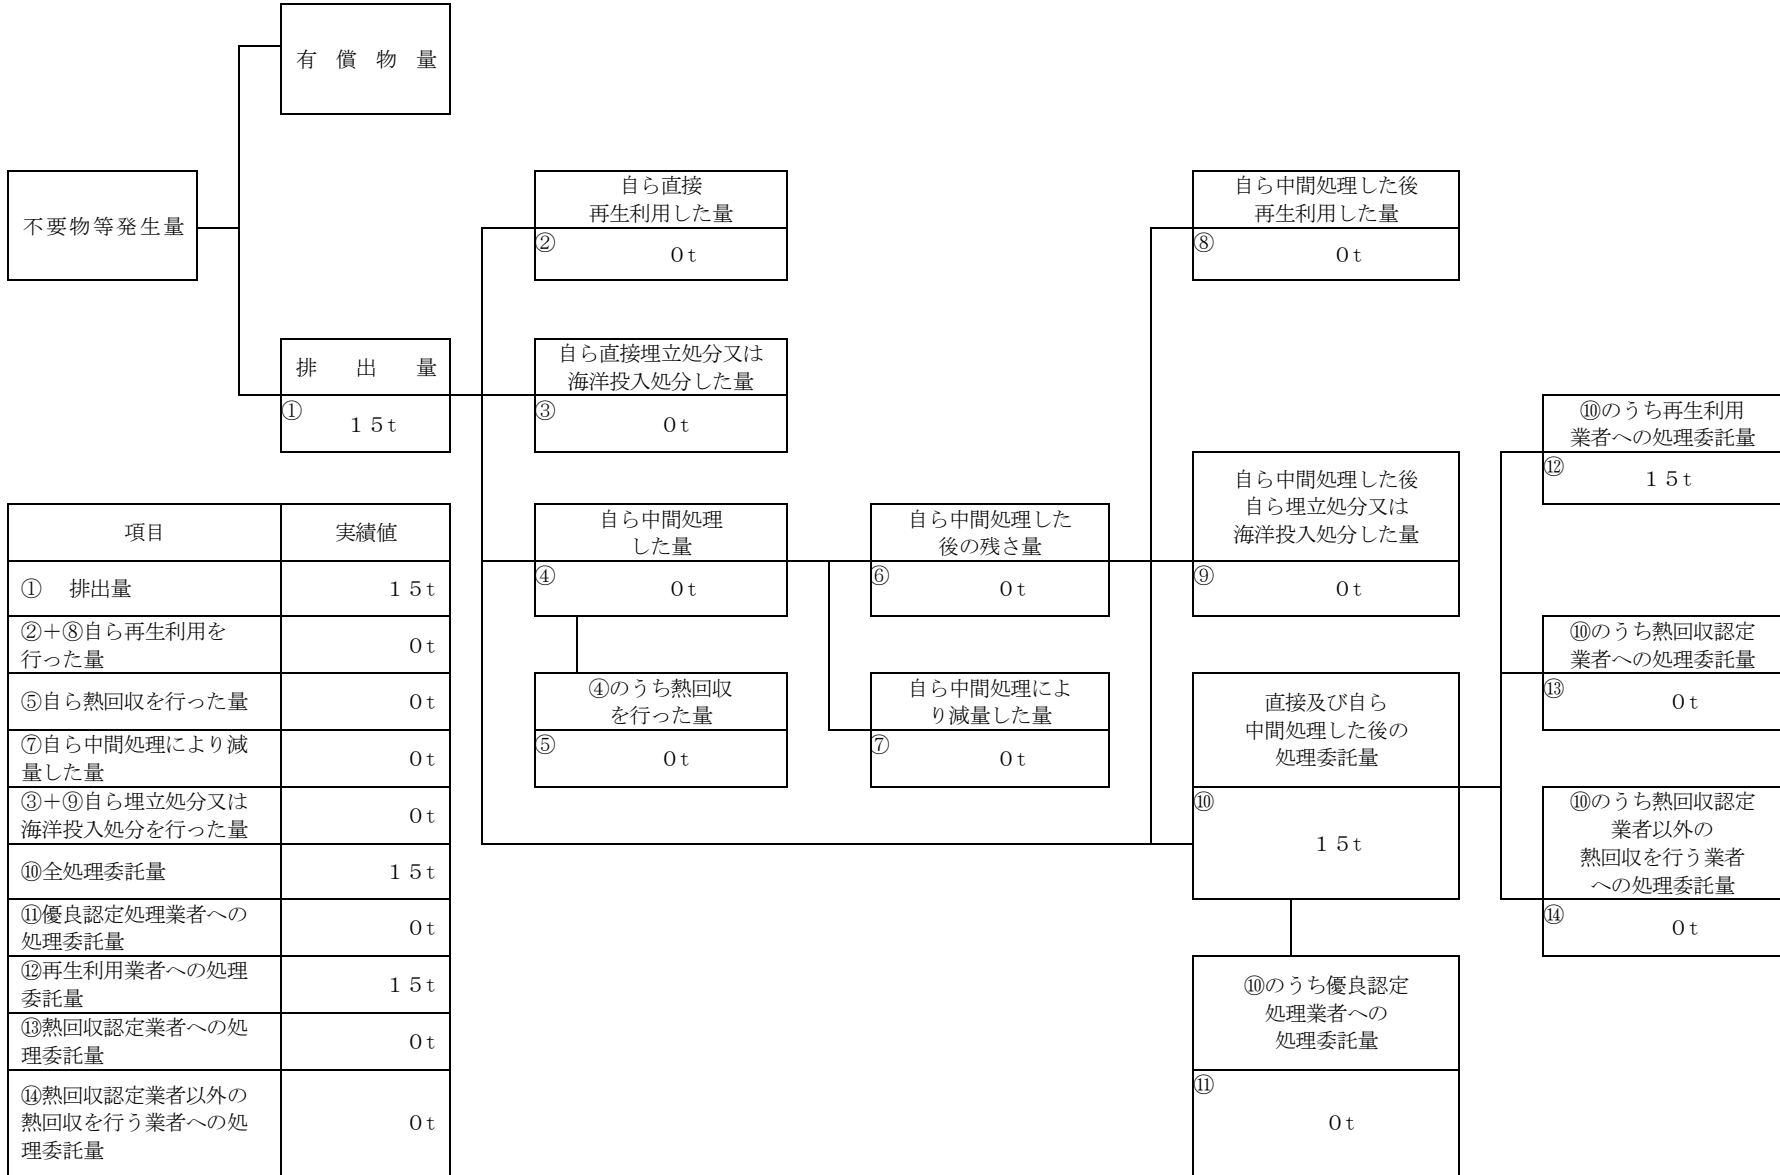 有　償　物　量
不要物等発生量
自ら直接
再生利用した量
②
０t
自ら中間処理した後
再生利用した量
⑧
０t
排　出　量
①
１５t
自ら直接埋立処分又は
海洋投入処分した量
③
０t
⑩のうち再生利用
業者への処理委託量
⑫
１５t
自ら中間処理
した量
④
０t
自ら中間処理した
後の残さ量
⑥
０t
自ら中間処理した後
自ら埋立処分又は
海洋投入処分した量
⑨
０t
⑩のうち熱回収認定
業者への処理委託量
⑬
０t
④のうち熱回収
を行った量
⑤
０t
自ら中間処理によ
り減量した量
⑦
０t
直接及び自ら
中間処理した後の
処理委託量
⑩
１５t
⑩のうち熱回収認定
業者以外の
熱回収を行う業者
への処理委託量
⑭
０t
⑩のうち優良認定
処理業者への
処理委託量
⑪
０t
項目　実績値
①　排出量　１５t
②＋⑧自ら再生利用を
行った量　０t
⑤自ら熱回収を行った量　０t
⑦自ら中間処理により減
量した量　０t
③＋⑨自ら埋立処分又は
海洋投入処分を行った量　０t
⑩全処理委託量　１５t
⑪優良認定処理業者への
処理委託量　０t
⑫再生利用業者への処理
委託量　１５t
⑬熱回収認定業者への処
理委託量　０t
⑭熱回収認定業者以外の
熱回収を行う業者への処
理委託量　０t